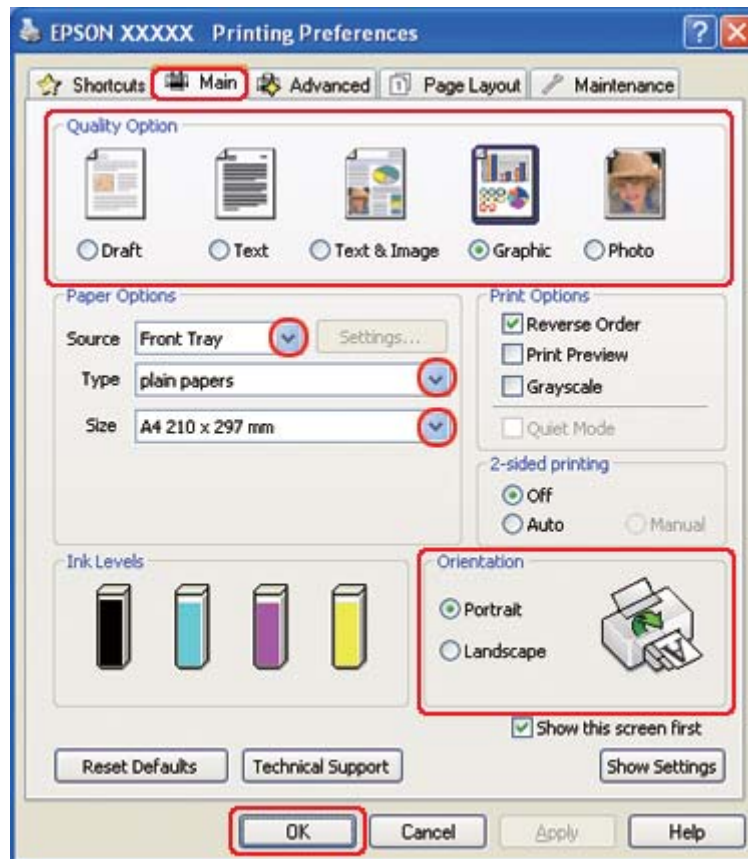 EPSON XXXXX Printing Preferences
Shortcuts Main Advanced Page Layout Maintenance
Quality Option
Draft Text Text & Image Graphic Photo
Paper Options
Source Front Tray Settings...
Type plain papers
Size A4 210 x 297 mm
Print Options
Reverse Order
Print Preview
Grayscale
Quiet Mode
2-sided printing
Off
Auto Manual
Ink Levels
Orientation
Portrait
Landscape
Show this screen first
Reset Defaults Technical Support Show Settings
OK Cancel Apply Help